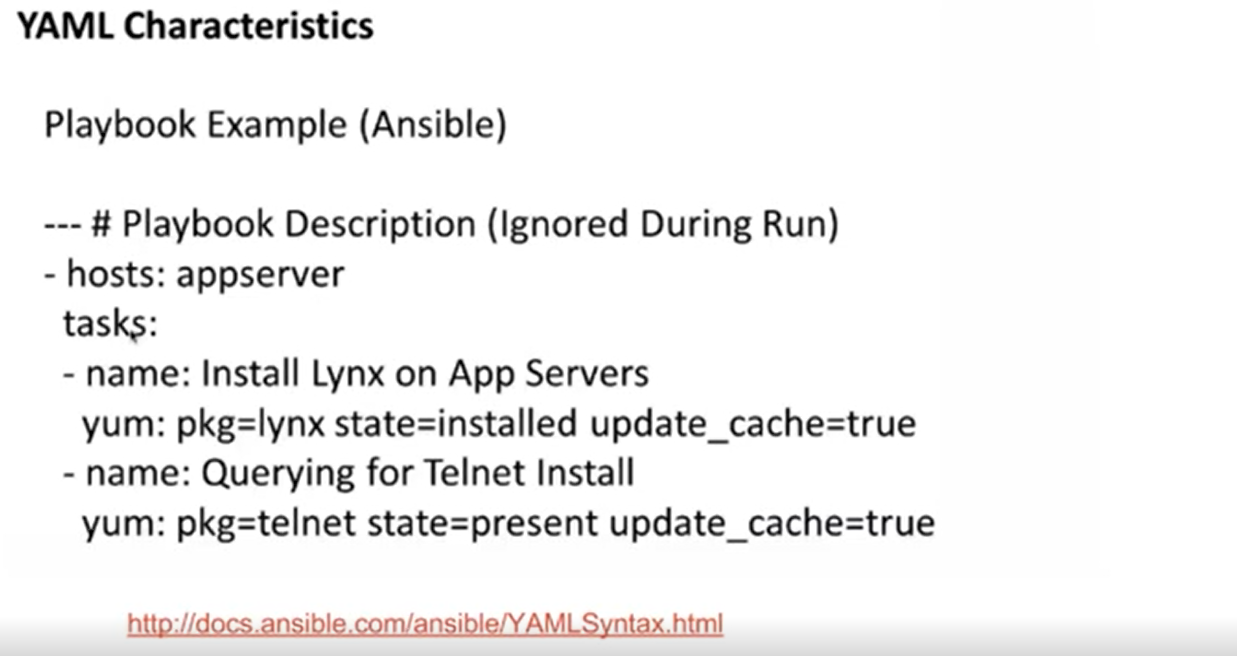 YAML Characteristics
Playbook Example (Ansible)
--- # Playbook Description (Ignored During Run)
- hosts: appserver
tasks:
- name: Install Lynx on App Servers
yum: pkg=lynx state=installed update_cache=true
- name: Querying for Telnet Install
yum: pkg=telnet state=present update_cache=true
http://docs.ansible.com/ansible/YAMLSyntax.html